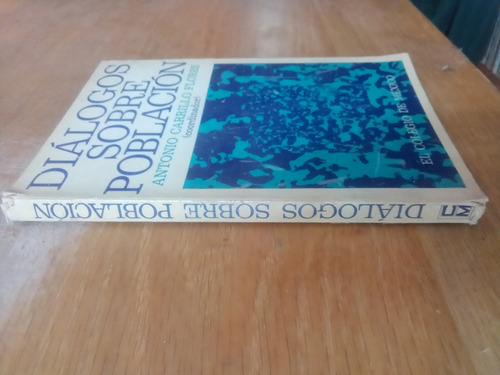 DIÁLOGOS
SOBRE
POBLACIÓN
ANTONIO CARRILLO FLORES
(coordinador)
EL COLEGIO DE MÉXICO
DIÁLOGOS SOBRE POBLACIÓN